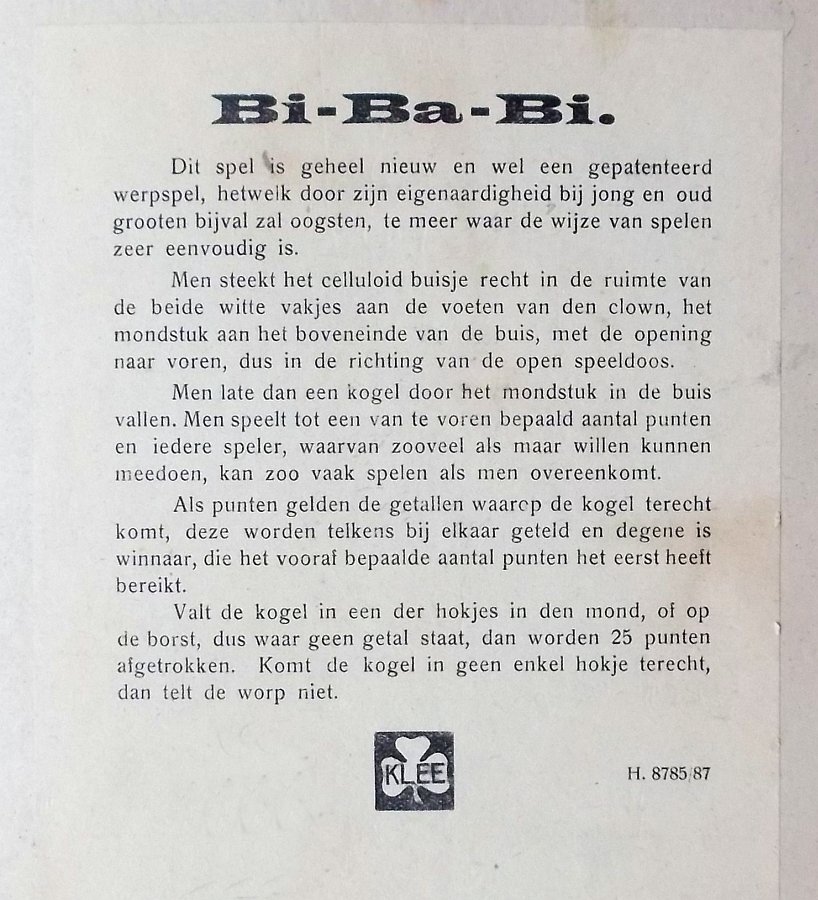 Bi-Ba-Bi.
Dit spel is geheel nieuw en wel een gepatenteerd
werpspel, hetwelk door zijn eigenaardigheid bij jong en oud
grooten bijval zal oogsten, te meer waar de wijze van spelen
zeer eenvoudig is.
Men steekt het celluloid buisje recht in de ruimte van
de beide witte vakjes aan de voeten van den clown, het
mondstuk aan het boveneinde van de buis, met de opening
naar voren, dus in de richting van de open speeldoos.
Men late dan een kogel door het mondstuk in de buis
vallen. Men speelt tot een van te voren bepaald aantal punten
en iedere speler, waarvan zooveel als maar willen kunnen
meedoen, kan zoo vaak spelen als men overeenkomt.
Als punten gelden de getallen waarop de kogel terecht
komt, deze worden telkens bij elkaar geteld en degene is
winnaar, die het vooraf bepaalde aantal punten het eerst heeft
bereikt.
Valt de kogel in een der hokjes in den mond, of op
de borst, dus waar geen getal staat, dan worden 25 punten
afgetrokken. Komt de kogel in geen enkel hokje terecht,
dan telt de worp niet.
KLEE
H. 8785/87